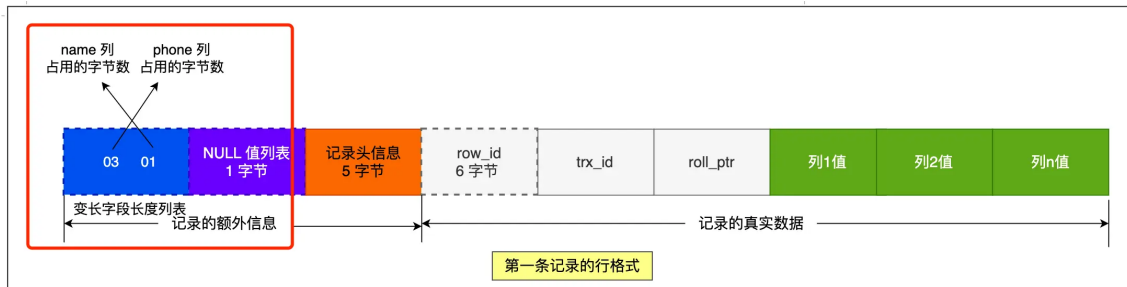 name 列
占用的字节数
phone 列
占用的字节数
03
01
NULL 值列表
1 字节
记录头信息
5 字节
row_id
6 字节
trx_id
roll_ptr
列1值
列2值
列n值
变长字段长度列表
记录的额外信息
记录的真实数据
第一条记录的行格式